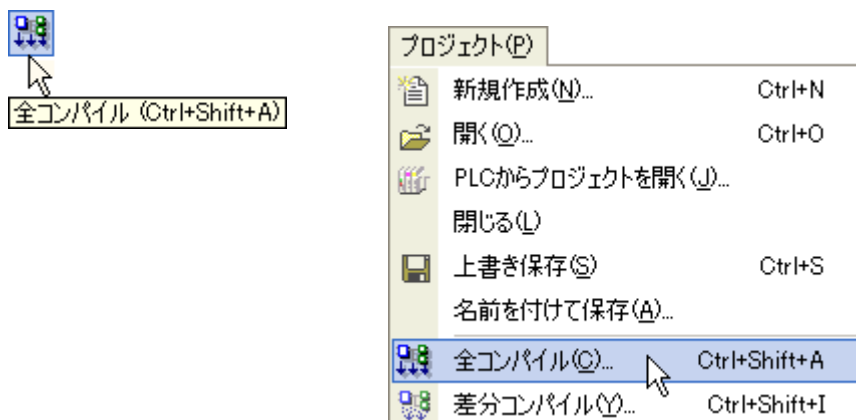 全コンパイル (Ctrl+Shift+A)
プロジェクト(P)
新規作成(N)... Ctrl+N
開く(O)... Ctrl+O
PLCからプロジェクトを開く(J)...
閉じる(L)
上書き保存(S) Ctrl+S
名前を付けて保存(A)...
全コンパイル(C)... Ctrl+Shift+A
差分コンパイル(Y)... Ctrl+Shift+I